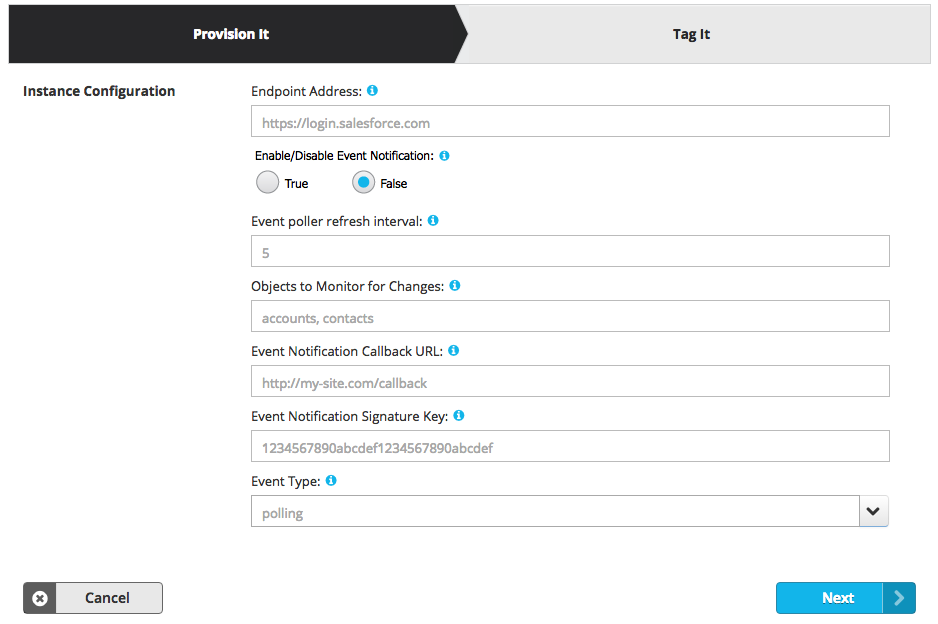 Provision It
Tag It
Instance Configuration
Endpoint Address:
https://login.salesforce.com
Enable/Disable Event Notification:
True False
Event poller refresh interval:
5
Objects to Monitor for Changes:
accounts, contacts
Event Notification Callback URL:
http://my-site.com/callback
Event Notification Signature Key:
1234567890abcdef1234567890abcdef
Event Type:
polling
Cancel
Next